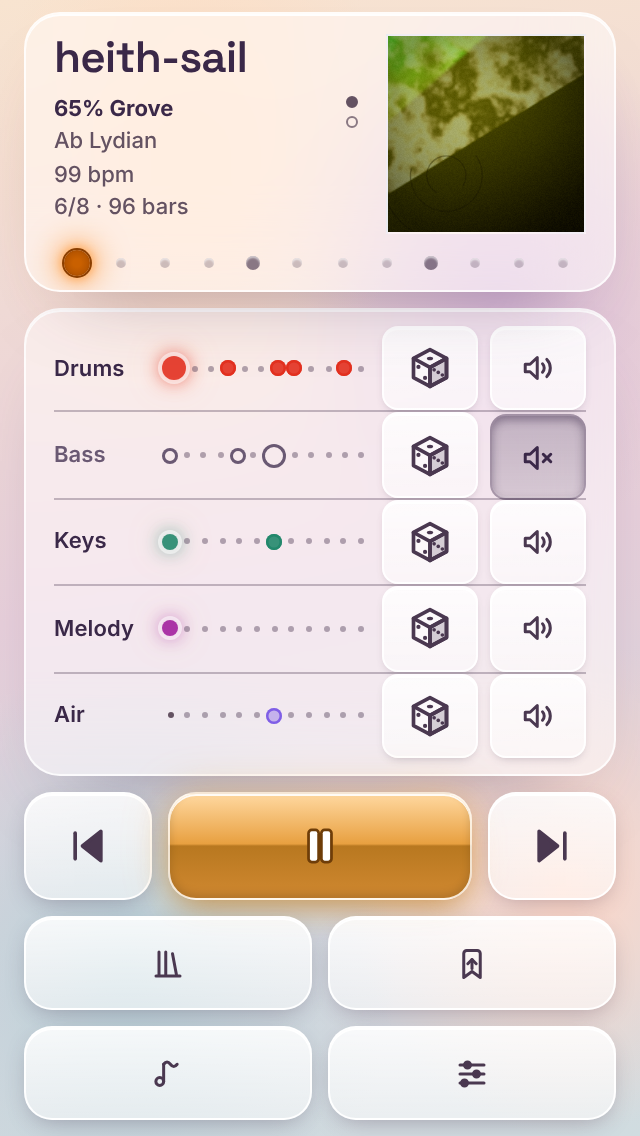 heith-sail
65% Grove
Ab Lydian
99 bpm
6/8 · 96 bars
Drums
Bass
Keys
Melody
Air